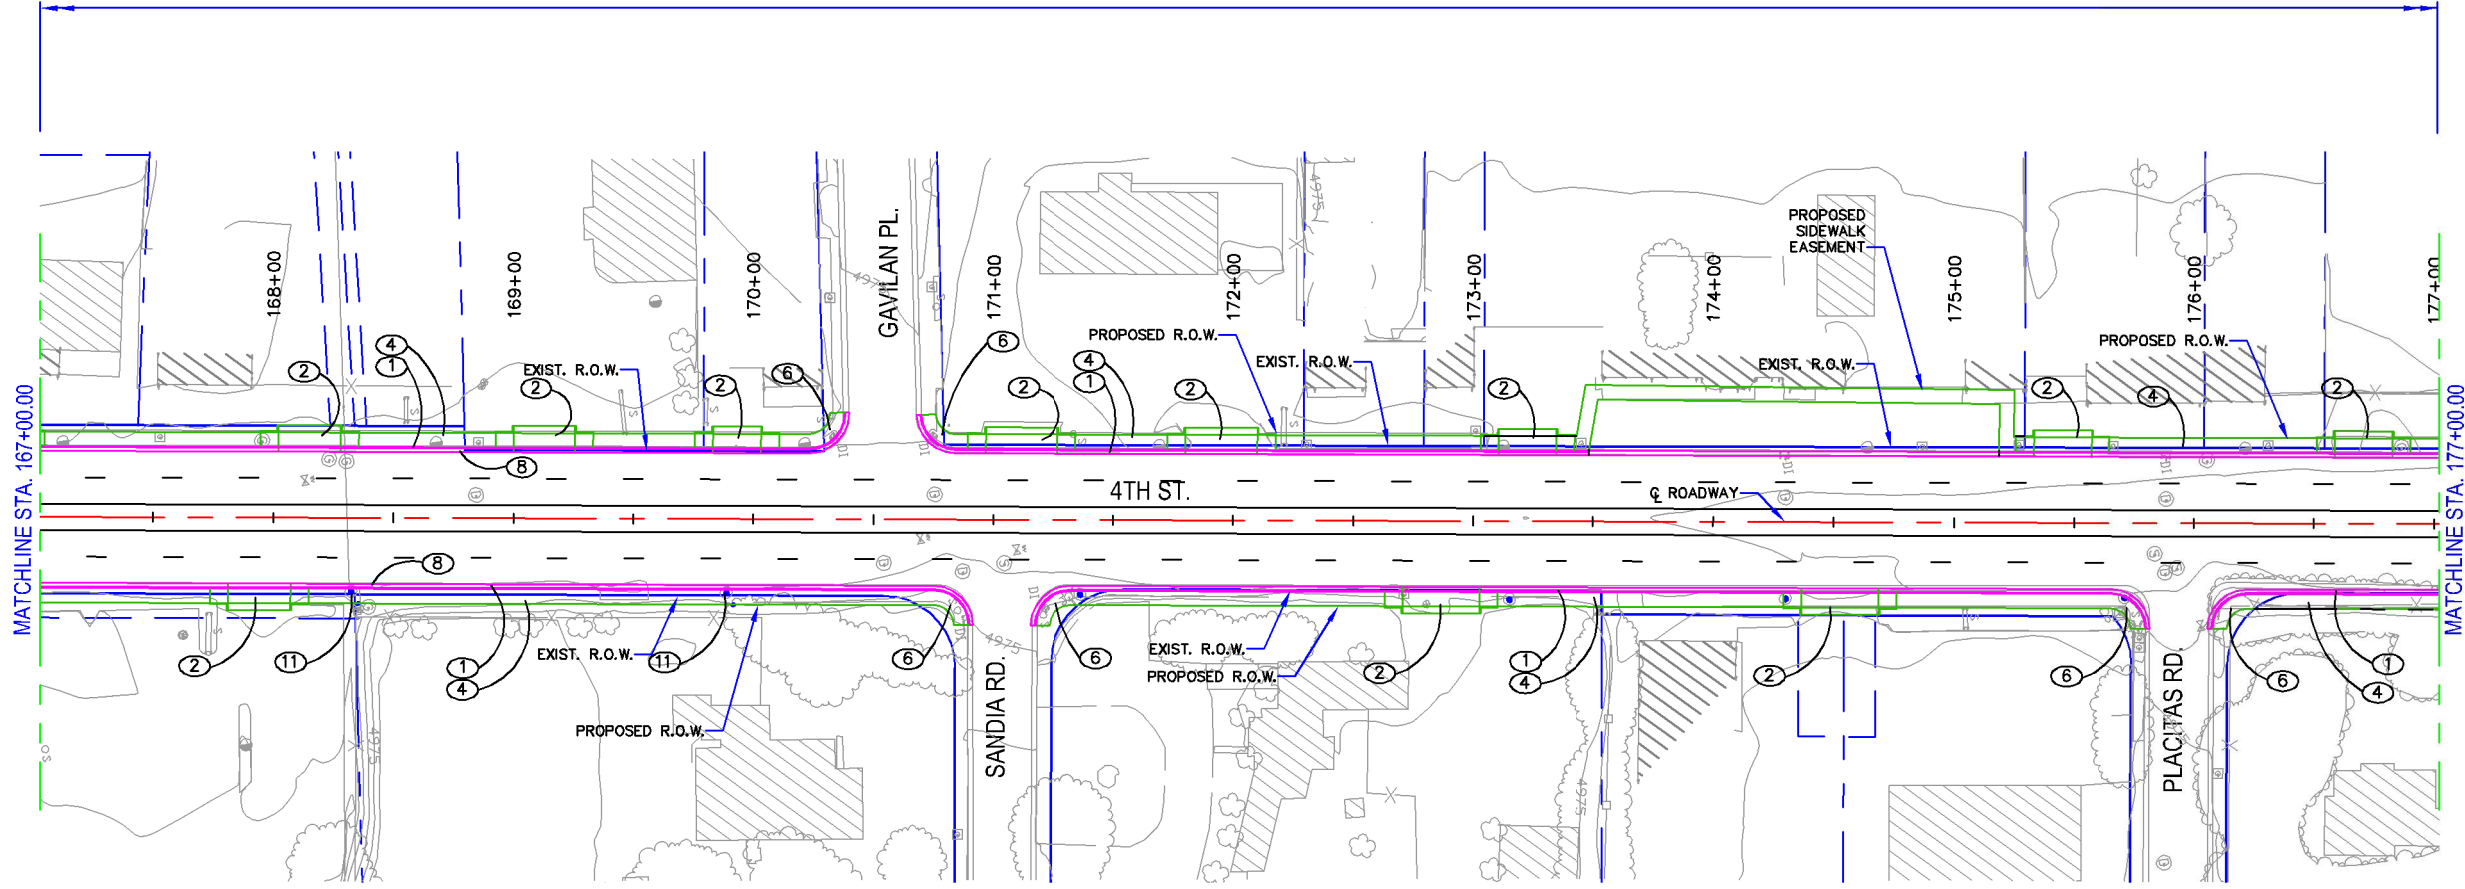 MATCHLINE STA. 167+00.00
168+00
169+00
170+00
GAVILAN PL.
171+00
172+00
173+00
174+00
175+00
176+00
177+00
MATCHLINE STA. 177+00.00
PROPOSED
SIDEWALK
EASEMENT
4975
4
1
2
EXIST. R.O.W.
2
2
6
6
PROPOSED R.O.W.
4
1
2
2
EXIST. R.O.W.
2
EXIST. R.O.W.
PROPOSED R.O.W.
2
4
2
8
4TH ST.
℄ ROADWAY
8
2
11
1
4
EXIST. R.O.W.
11
PROPOSED R.O.W.
6
SANDIA RD.
4975
6
EXIST. R.O.W.
PROPOSED R.O.W.
2
1
4
2
6
PLACITAS RD.
6
1
4
4975
4975